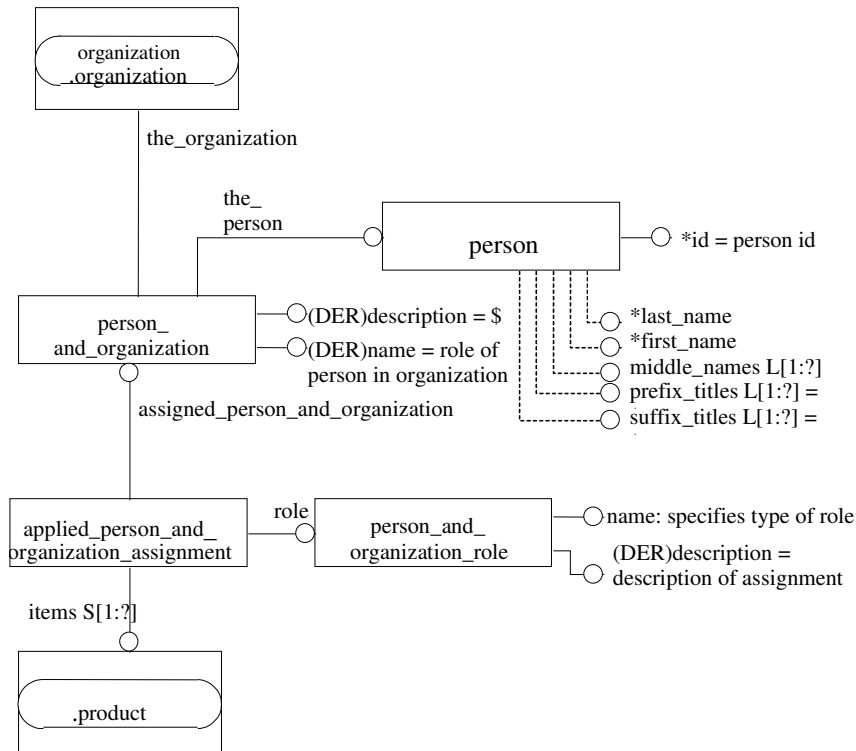 organization
.organization
the_organization
the_
person
person
*id = person id
person_
and_organization
(DER)description = $
(DER)name = role of
person in organization
*last_name
*first_name
middle_names L[1:?]
prefix_titles L[1:?] =
suffix_titles L[1:?] =
assigned_person_and_organization
applied_person_and_
organization_assignment
role
person_and_
organization_role
name: specifies type of role
(DER)description =
description of assignment
items S[1:?]
.product